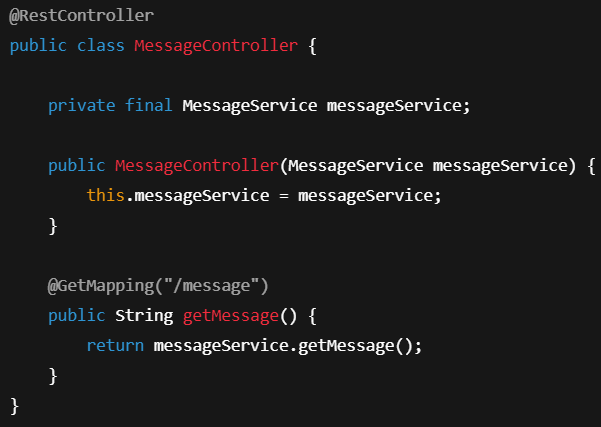 @RestController
public class MessageController {
private final MessageService messageService;
public MessageController(MessageService messageService) {
this.messageService = messageService;
}
@GetMapping("/message")
public String getMessage() {
return messageService.getMessage();
}
}